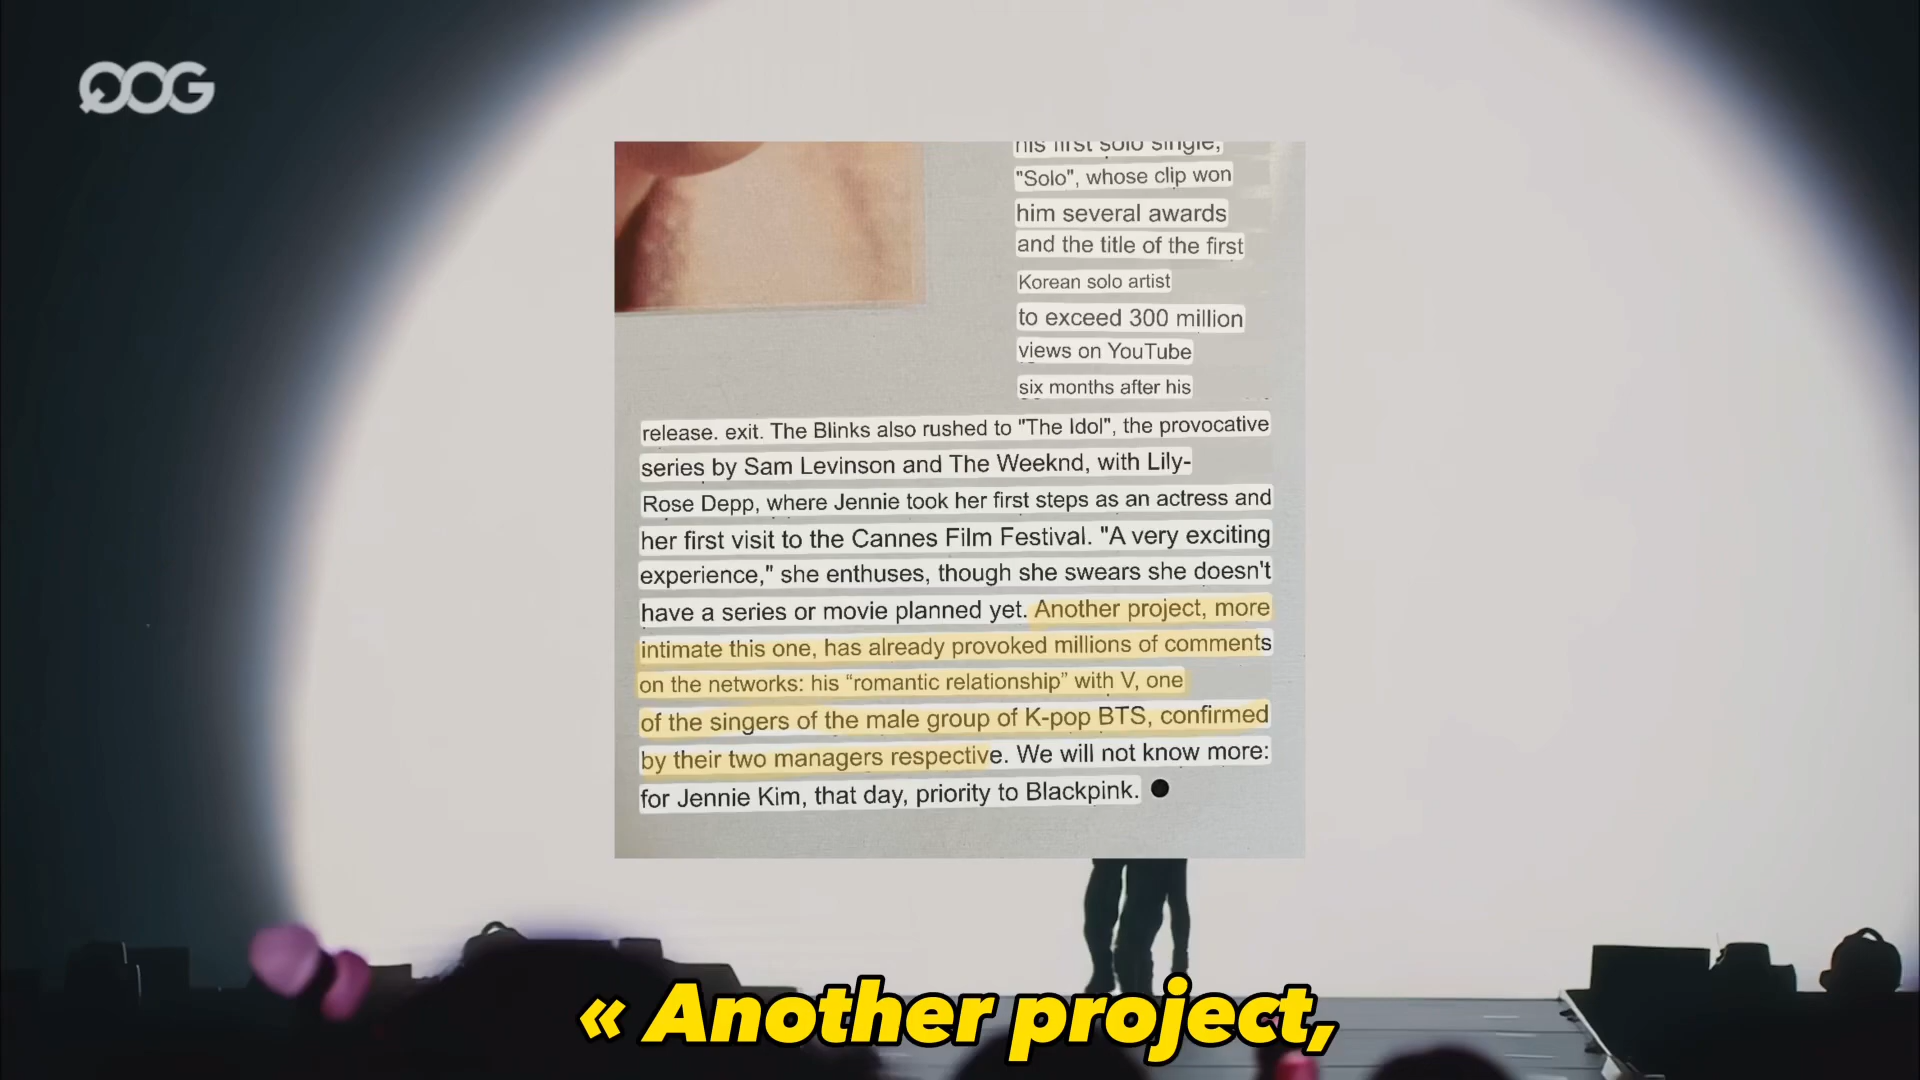 QOG
his first solo single,
"Solo", whose clip won
him several awards
and the title of the first
Korean solo artist
to exceed 300 million
views on YouTube
six months after his
release. exit. The Blinks also rushed to "The Idol", the provocative
series by Sam Levinson and The Weeknd, with Lily-
Rose Depp, where Jennie took her first steps as an actress and
her first visit to the Cannes Film Festival. "A very exciting
experience," she enthuses, though she swears she doesn't
have a series or movie planned yet. Another project, more
intimate this one, has already provoked millions of comments
on the networks: his “romantic relationship” with V, one
of the singers of the male group of K-pop BTS, confirmed
by their two managers respective. We will not know more:
for Jennie Kim, that day, priority to Blackpink. ●
« Another project,